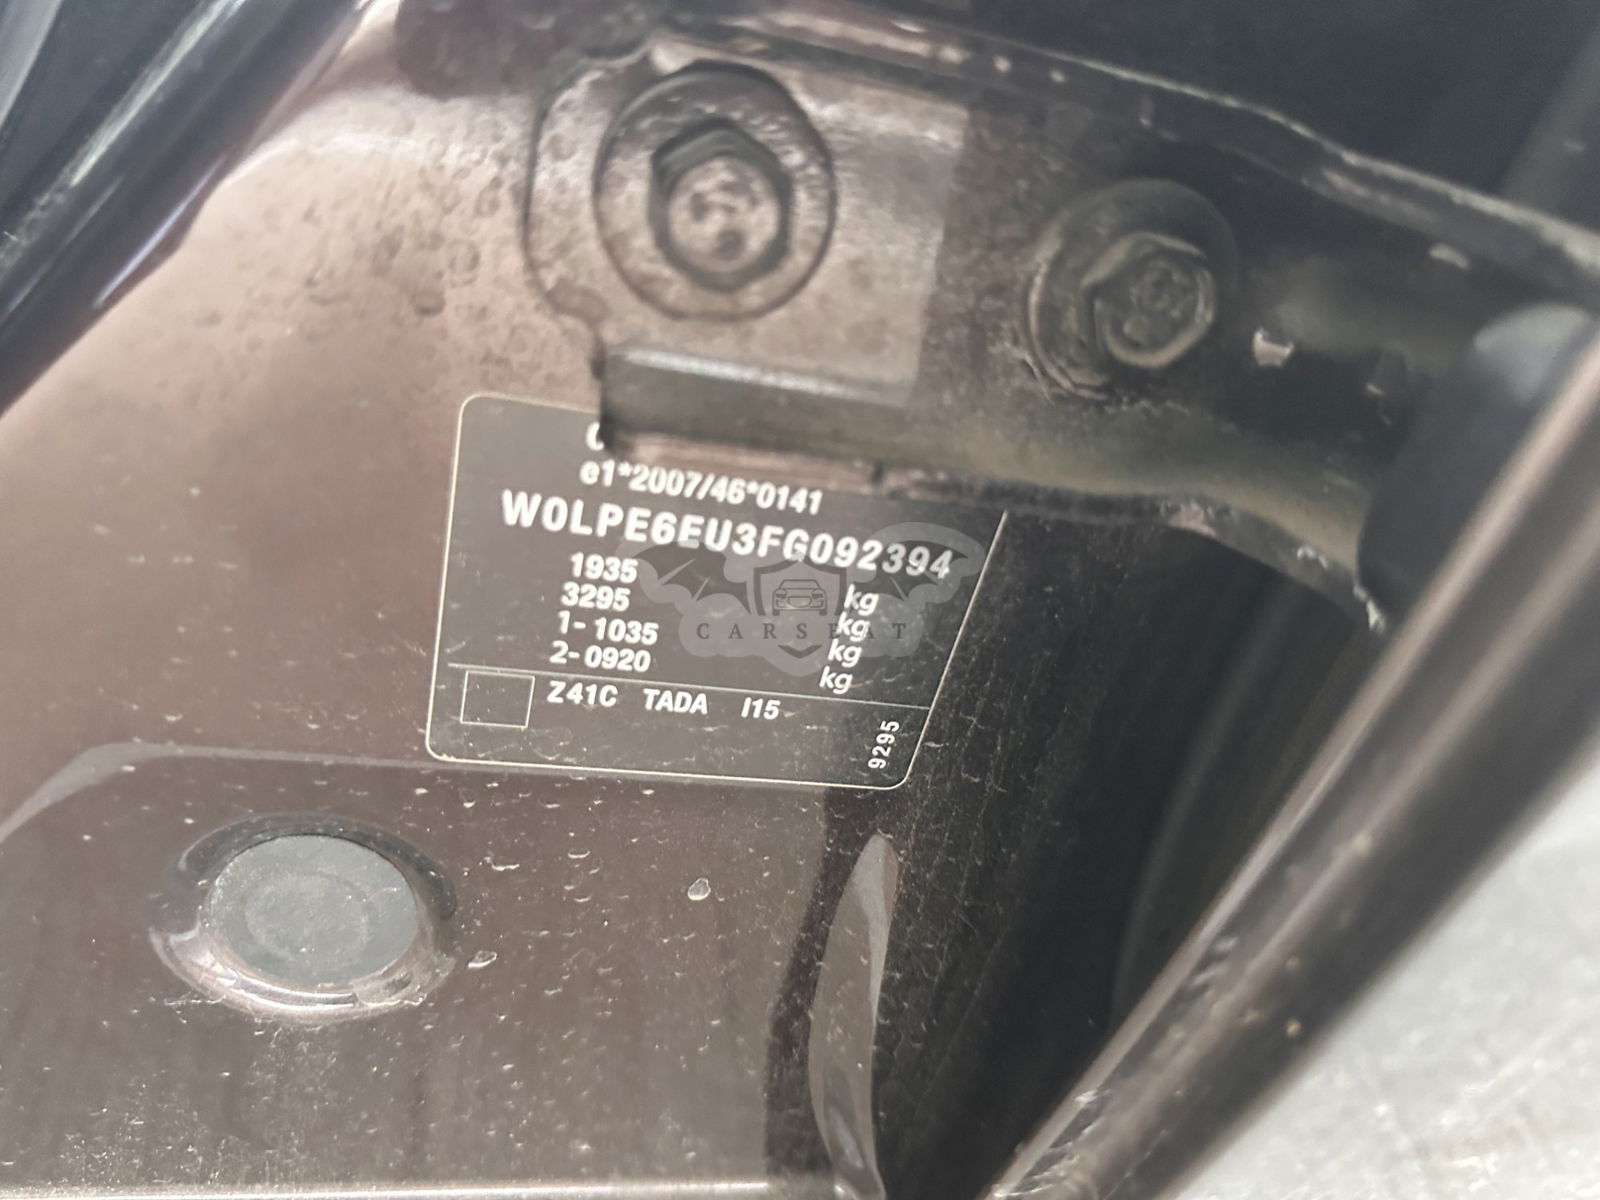 e1*2007/46*0141
W0LPE6EU3FG092394
1935 kg
3295 kg
1- 1035 kg
2- 0920 kg
Z41C TADA I15
9295
CARSEAT